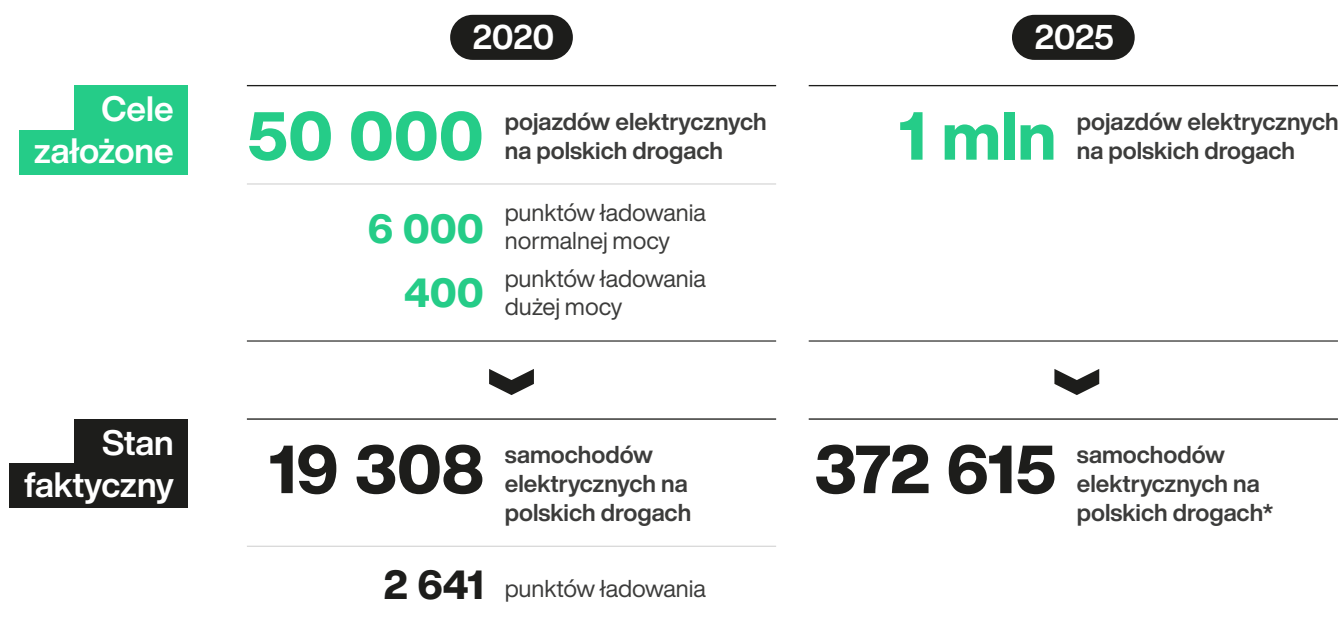 2020
2025
Cele
założone
50 000
pojazdów elektrycznych
na polskich drogach
1 mln
pojazdów elektrycznych
na polskich drogach
6 000
punktów ładowania
normalnej mocy
400
punktów ładowania
dużej mocy
Stan
faktyczny
19 308
samochodów
elektrycznych na
polskich drogach
372 615
samochodów
elektrycznych na
polskich drogach*
2 641
punktów ładowania